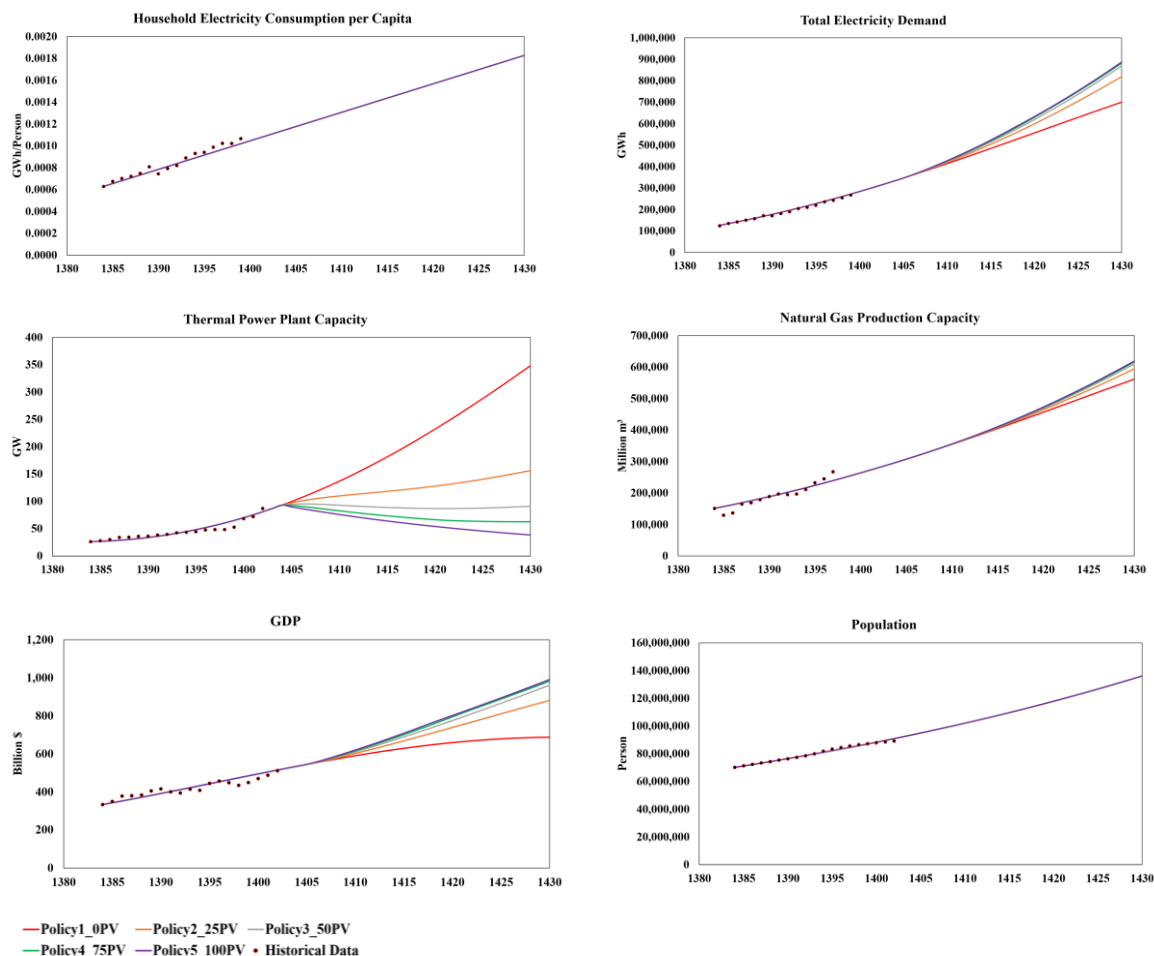 Household Electricity Consumption per Capita
GWh/Person
0.0020
0.0018
0.0016
0.0014
0.0012
0.0010
0.0008
0.0006
0.0004
0.0002
0.0000
1380 1385 1390 1395 1400 1405 1410 1415 1420 1425 1430
Total Electricity Demand
GWh
1,000,000
900,000
800,000
700,000
600,000
500,000
400,000
300,000
200,000
100,000
0
1380 1385 1390 1395 1400 1405 1410 1415 1420 1425 1430
Thermal Power Plant Capacity
GW
400
350
300
250
200
150
100
50
0
1380 1385 1390 1395 1400 1405 1410 1415 1420 1425 1430
Natural Gas Production Capacity
Million m³
700,000
600,000
500,000
400,000
300,000
200,000
100,000
0
1380 1385 1390 1395 1400 1405 1410 1415 1420 1425 1430
GDP
Billion $
1,200
1,000
800
600
400
200
0
1380 1385 1390 1395 1400 1405 1410 1415 1420 1425 1430
Population
Person
160,000,000
140,000,000
120,000,000
100,000,000
80,000,000
60,000,000
40,000,000
20,000,000
0
1380 1385 1390 1395 1400 1405 1410 1415 1420 1425 1430
Policy1_0PV Policy2_25PV Policy3_50PV
Policy4_75PV Policy5_100PV Historical Data